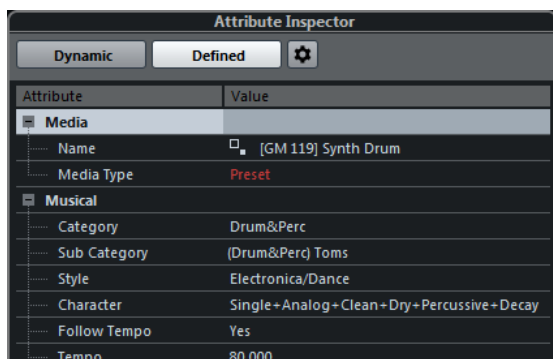 Attribute Inspector
Dynamic Defined
Attribute Value
Media
Name [GM 119] Synth Drum
Media Type Preset
Musical
Category Drum&Perc
Sub Category (Drum&Perc) Toms
Style Electronica/Dance
Character Single+Analog+Clean+Dry+Percussive+Decay
Follow Tempo Yes
Tempo 80.000